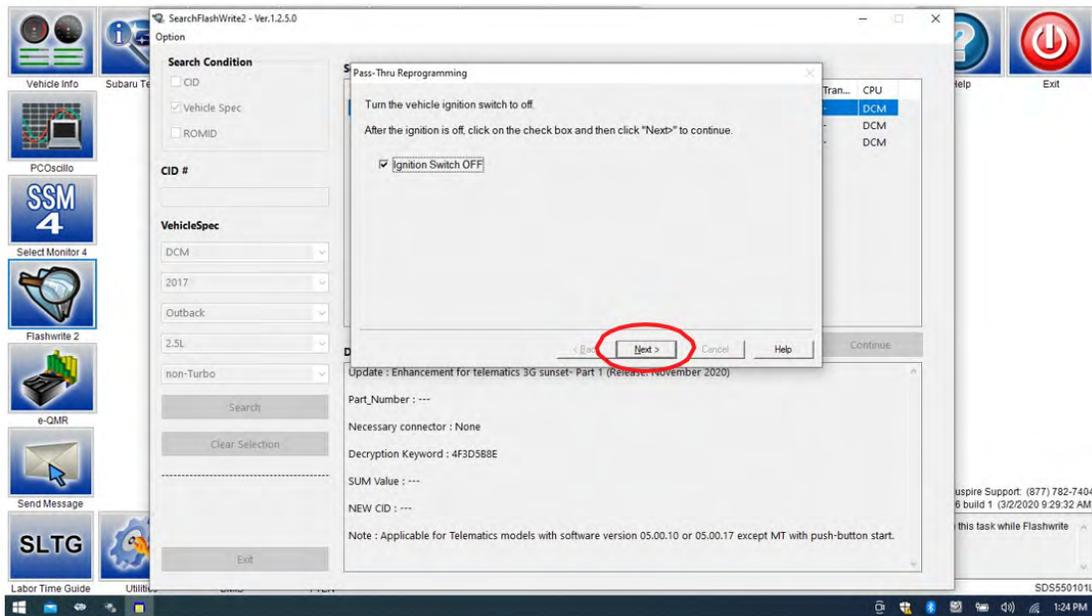 SearchFlashWrite2 - Ver.1.2.5.0
Option
Vehicle Info
Subaru Te
Help
Exit
Search Condition
CID
Vehicle Spec
ROMID
CID #
VehicleSpec
DCM
2017
Outback
2.5L
non-Turbo
Search
Clear Selection
Exit
PCOscillo
SSM
4
Select Monitor 4
Flashwrite 2
e-QMR
Send Message
SLTG
Labor Time Guide
Utilities
Pass-Thru Reprogramming
Turn the vehicle ignition switch to off.
After the ignition is off, click on the check box and then click "Next>" to continue.
Ignition Switch OFF
Next >
Cancel
Help
Tran...
CPU
DCM
DCM
DCM
Continue
Update : Enhancement for telematics 3G sunset- Part 1 (Release: November 2020)
Part_Number : ---
Necessary connector : None
Decryption Keyword : 4F3D5B8E
SUM Value : ---
NEW CID : ---
Note : Applicable for Telematics models with software version 05.00.10 or 05.00.17 except MT with push-button start.
uspire Support: (877) 782-7404
6 build 1 (3/2/2020 9:29:32 AM
this task while Flashwrite
SDS550101L
1:24 PM